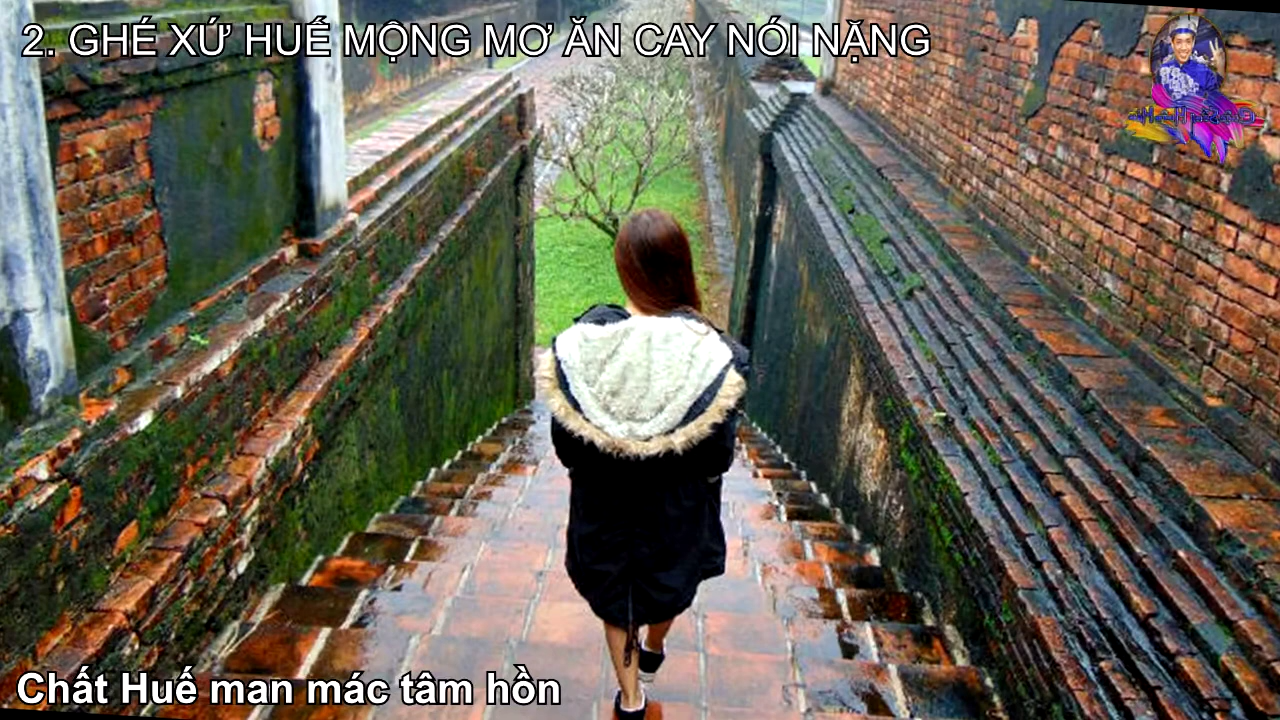 2. GHÉ XỨ HUẾ MỘNG MƠ ĂN CAY NÓI NẶNG
Chất Huế man mác tâm hồn